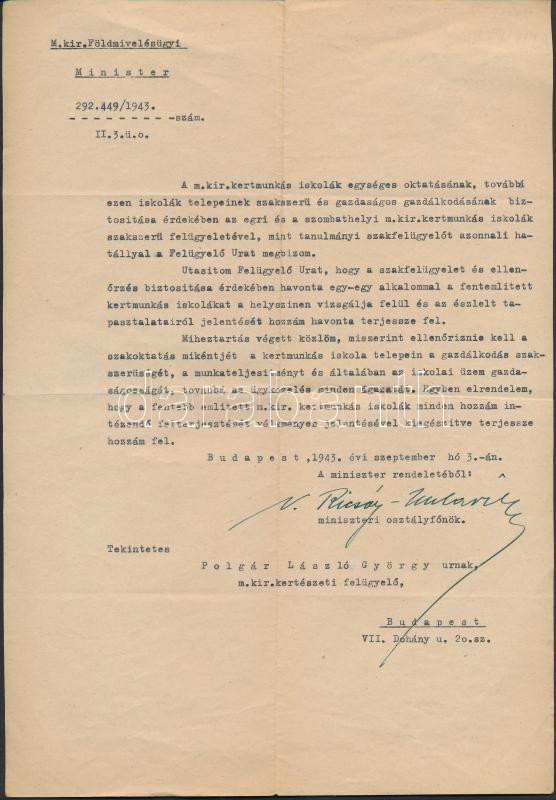 M.kir.Földmivelésügyi
Minister
292.449/1943.
-szám.
II.3.ü.o.
A m.kir.kertmunkás iskolák egységes oktatásának, továbbá
ezen iskolák telepeinek szakszerű és gazdaságos gazdálkodásának biz-
tositása érdekében az egri és a szombathelyi m.kir.kertmunkás iskolák
szakszerű felügyeletével, mint tanulmányi szakfelügyelőt azonnali ha-
tállyal a Felügyelő Urat megbizom.
Utasitom Felügyelő Urat, hogy a szakfelügyelet és ellen-
őrzés biztositása érdekében havonta egy-egy alkalommal a fentemlitett
kertmunkás iskolákat a helyszinen vizsgálja felül és az észlelt ta-
pasztalatairól jelentését hozzám havonta terjessze fel.
Miheztartás végett közlöm, miszerint ellenőriznie kell a
szakoktatás mikéntjét a kertmunkás iskola telepein a gazdálkodás szak-
szerüségét, a munkateljesitményt és általában az iskolai üzem gazda-
ságosságát, továbbá az ügykezelés minden ágazatát. Egyben elrendelem,
hogy a fentebb emlitett m.kir. kertmunkás iskolák minden hozzám in-
tézendő felterjesztését véleményes jelentésével kiegészitve terjessze
hozzám fel.
Budapest,1943. évi szeptember hó 3.-án.
A miniszter rendeletéből:
v. Ricsóy-Uhlarik
miniszteri osztályfőnök.
Tekintetes
Polgár László György urnak,
m.kir.kertészeti felügyelő,
Budapest
VII. Dohány u. 2o.sz.
darabanth